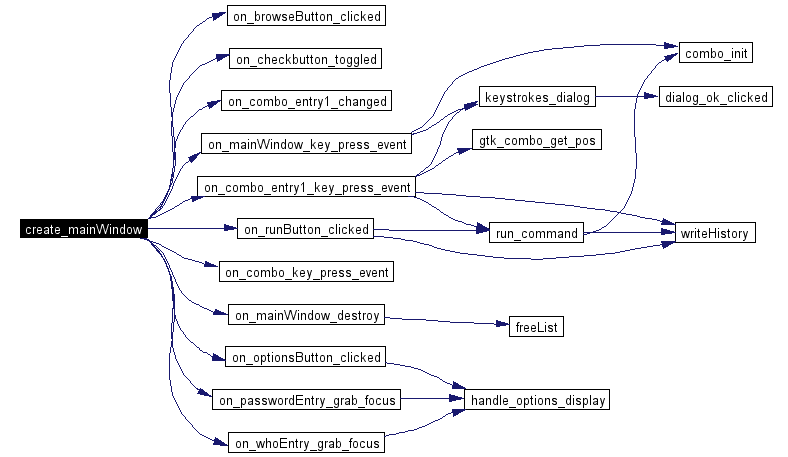 on_browseButton_clicked
on_checkbutton_toggled
combo_init
on_combo_entry1_changed
keystrokes_dialog
dialog_ok_clicked
on_mainWindow_key_press_event
gtk_combo_get_pos
on_combo_entry1_key_press_event
create_mainWindow
on_runButton_clicked
run_command
writeHistory
on_combo_key_press_event
on_mainWindow_destroy
freeList
on_optionsButton_clicked
on_passwordEntry_grab_focus
handle_options_display
on_whoEntry_grab_focus